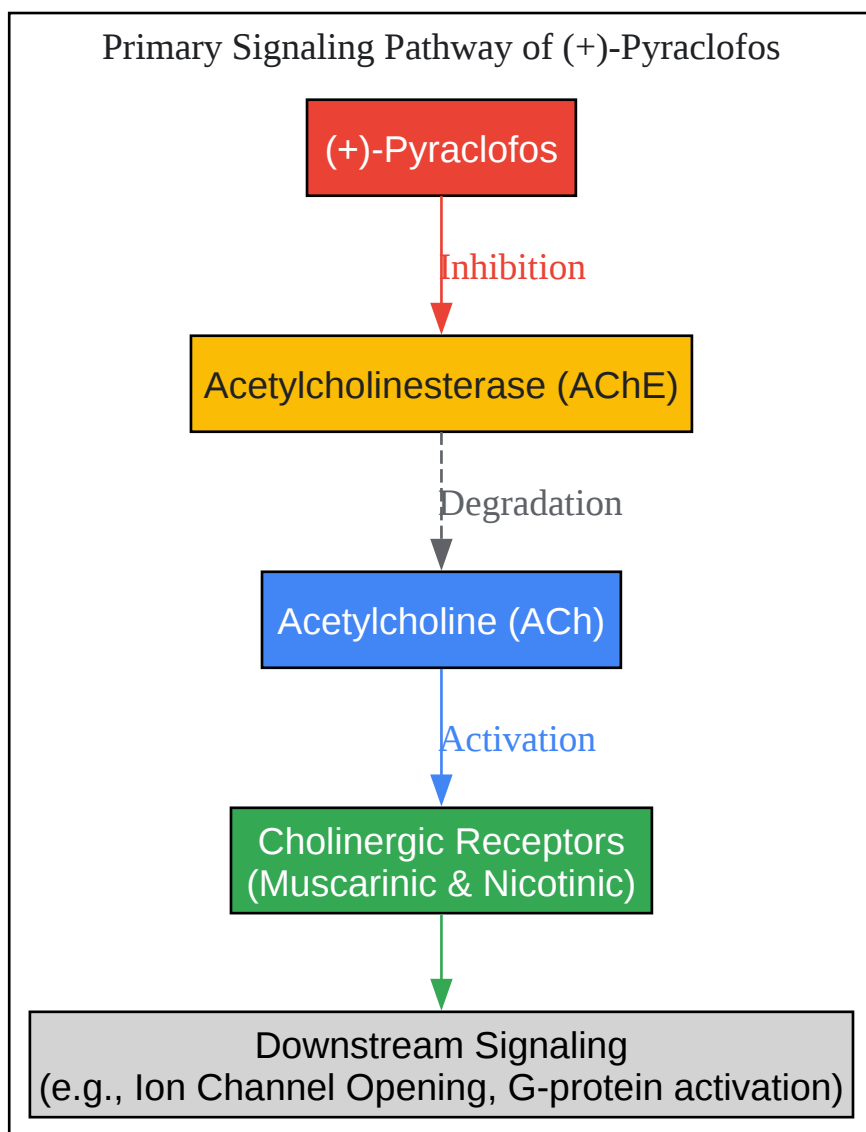 Primary Signaling Pathway of (+)-Pyraclofos
(+)-Pyraclofos
Inhibition
Acetylcholinesterase (AChE)
Degradation
Acetylcholine (ACh)
Activation
Cholinergic Receptors
(Muscarinic & Nicotinic)
Downstream Signaling
(e.g., Ion Channel Opening, G-protein activation)